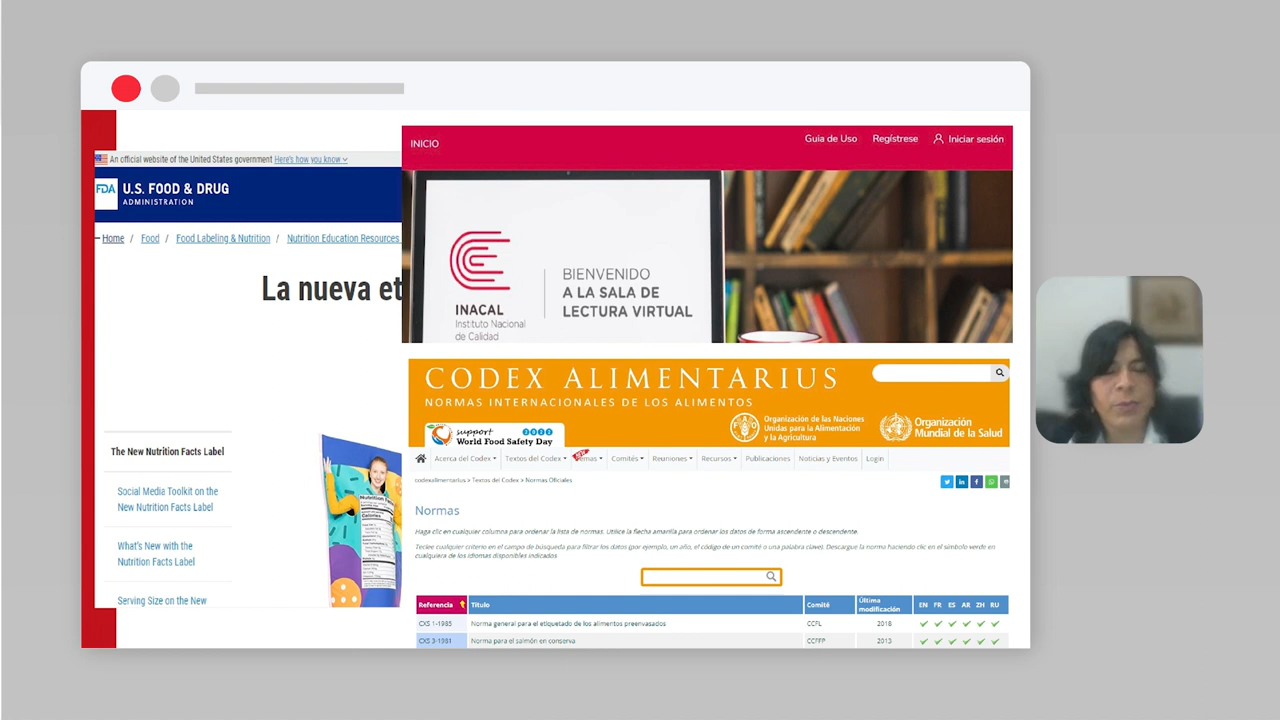 An official website of the United States government Here's how you know
FDA U.S. FOOD & DRUG
ADMINISTRATION
Home / Food / Food Labeling & Nutrition / Nutrition Education Resources
La nueva et
The New Nutrition Facts Label
Social Media Toolkit on the
New Nutrition Facts Label
What's New with the
Nutrition Facts Label
Serving Size on the New
Nutrition Facts
Calories
INICIO
Guia de Uso Regístrese Iniciar sesión
INACAL
Instituto Nacional
de Calidad
BIENVENIDO
A LA SALA DE
LECTURA VIRTUAL
CODEX ALIMENTARIUS
NORMAS INTERNACIONALES DE LOS ALIMENTOS
support 2021
World Food Safety Day
Organización de las Naciones
Unidas para la Alimentación
y la Agricultura
Organización
Mundial de la Salud
Acerca del Codex Textos del Codex Temas Comités Reuniones Recursos Publicaciones Noticias y Eventos Login
codexalimentarius > Textos del Codex > Normas Oficiales
Normas
Haga clic en cualquier columna para ordenar la lista de normas. Utilice la flecha amarilla para ordenar los datos de forma ascendente o descendente.
Teclee cualquier criterio en el campo de búsqueda para filtrar los datos (por ejemplo, un año, el código de un comité o una palabra clave). Descargue la norma haciendo clic en el símbolo verde en
cualquiera de los idiomas disponibles indicados
Referencia Título Comité Última modificación EN FR ES AR ZH RU
CXS 1-1985 Norma general para el etiquetado de los alimentos preenvasados CCFL 2018
CXS 3-1981 Norma para el salmón en conserva CCFFP 2013